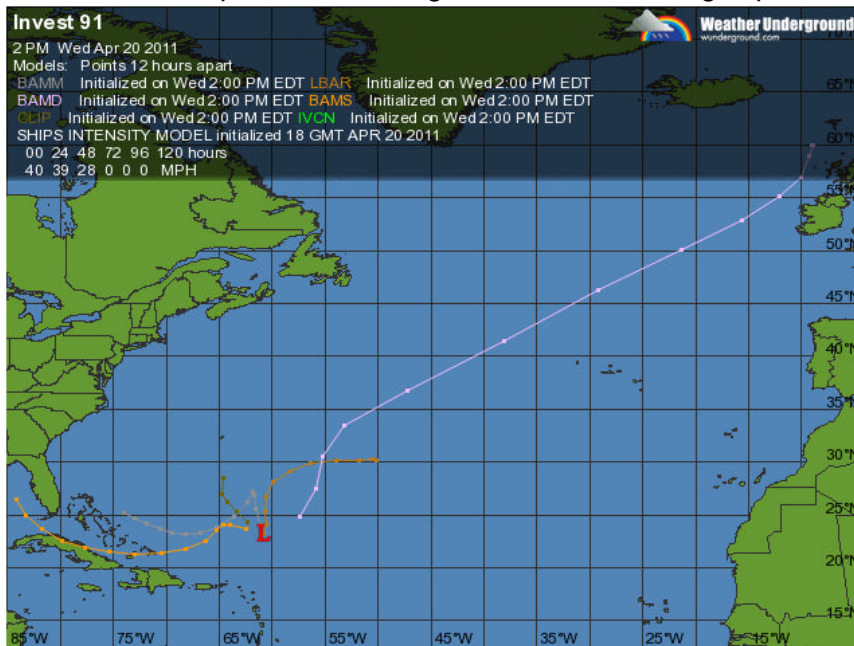 Invest 91
Weather Underground
wunderground.com
2 PM Wed Apr 20 2011
Models: Points 12 hours apart
BAMM Initialized on Wed 2:00 PM EDT LBAR Initialized on Wed 2:00 PM EDT
BAMD Initialized on Wed 2:00 PM EDT BAMS Initialized on Wed 2:00 PM EDT
CLIP Initialized on Wed 2:00 PM EDT IVCN Initialized on Wed 2:00 PM EDT
SHIPS INTENSITY MODEL initialized 18 GMT APR 20 2011
00 24 48 72 96 120 hours
40 39 28 0 0 0 MPH
65°N
60°N
55°N
50°N
45°N
40°N
35°N
30°N
25°N
L
20°N
15°N
85°W 75°W 65°W 55°W 45°W 35°W 25°W 15°W